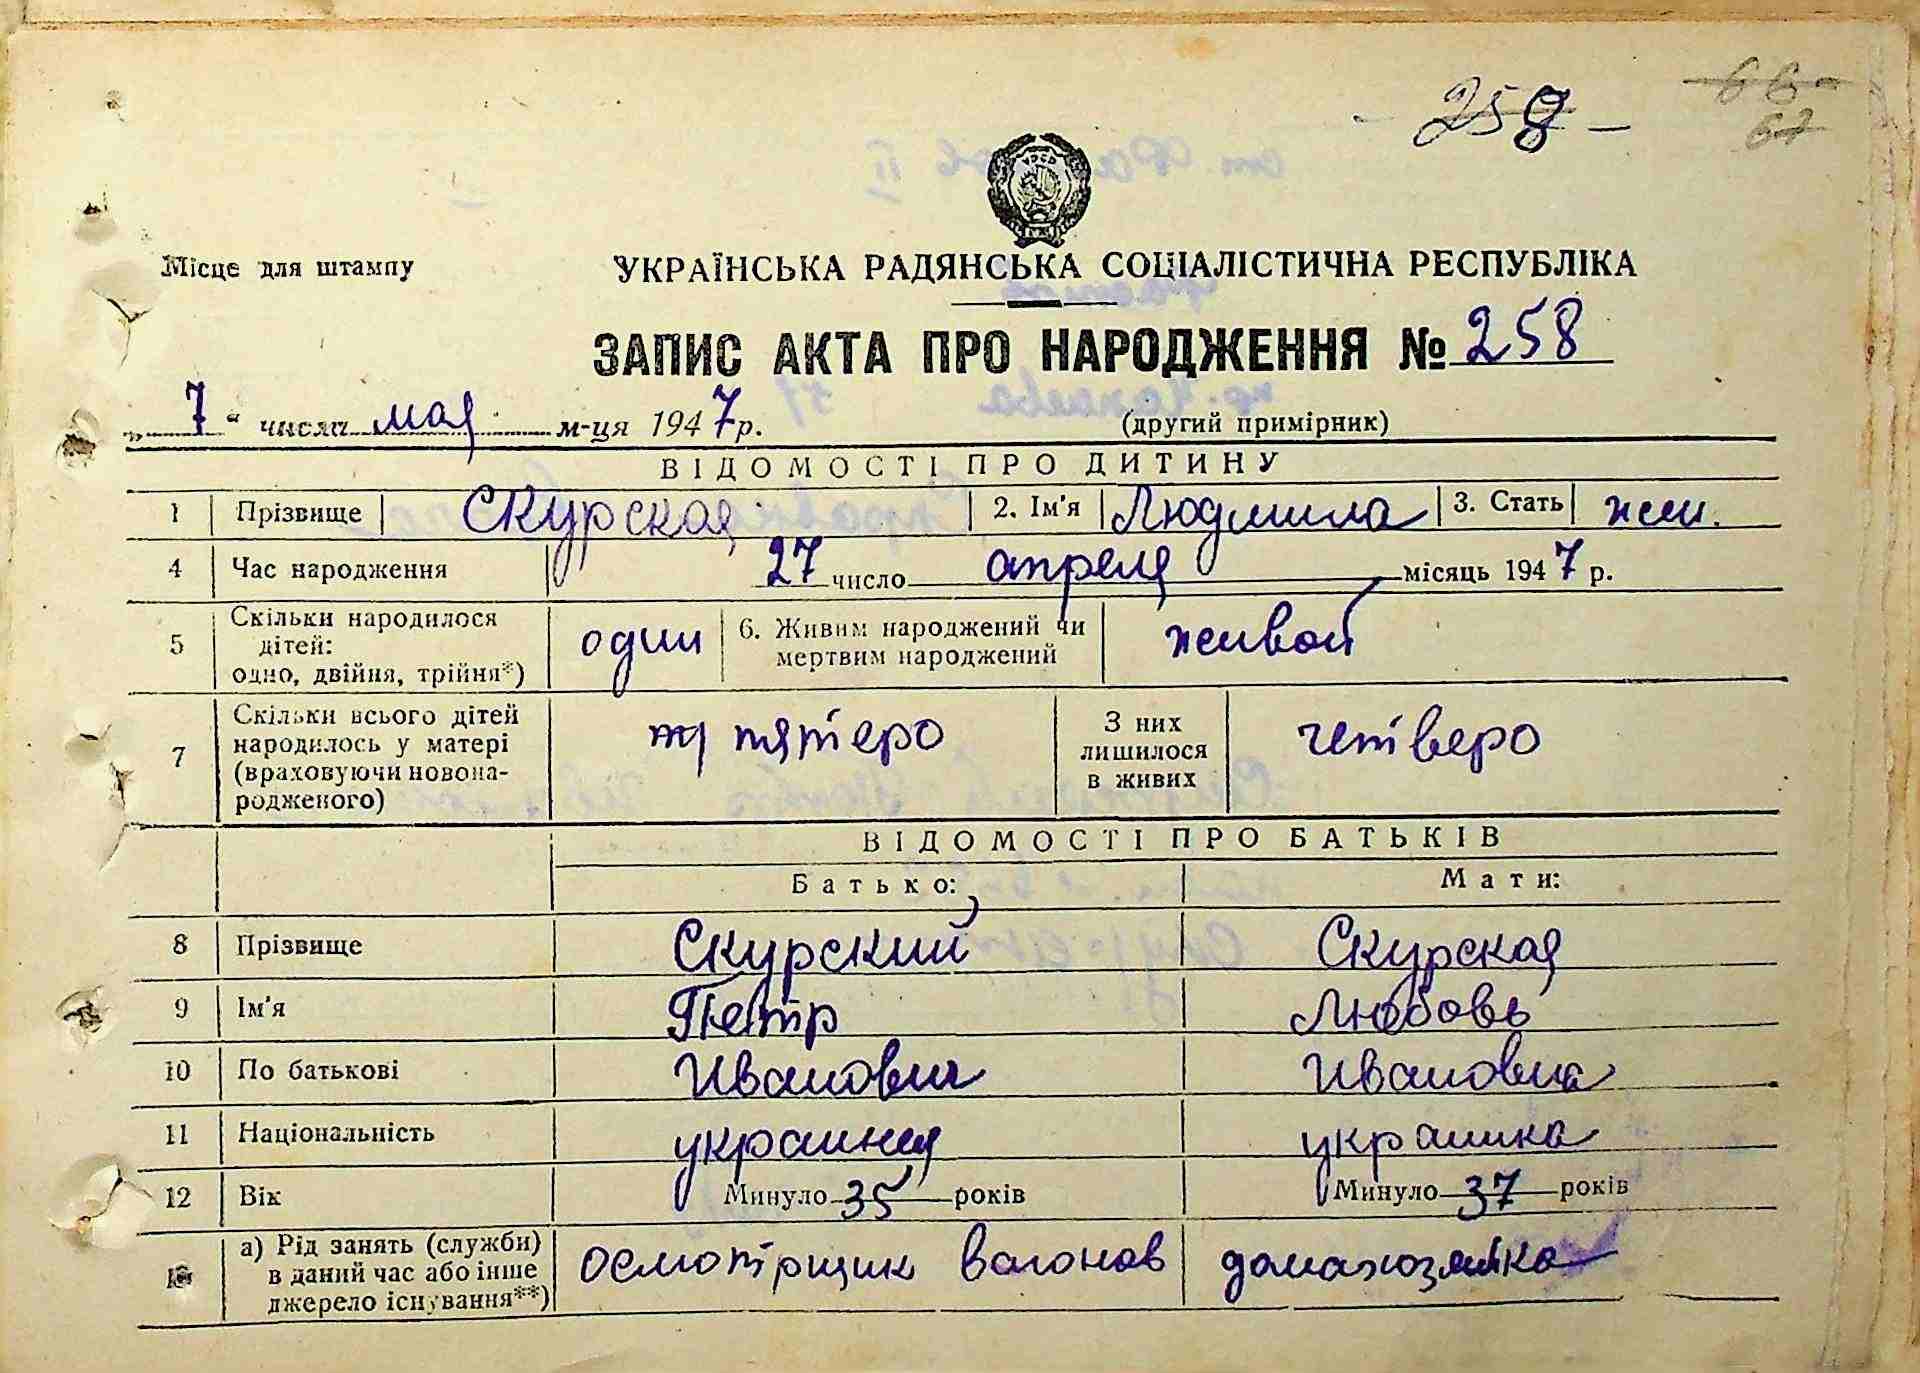 258 -
66-
67
Місце для штампу
УКРАЇНСЬКА РАДЯНСЬКА СОЦІАЛІСТИЧНА РЕСПУБЛІКА
ЗАПИС АКТА ПРО НАРОДЖЕННЯ № 258
„ 7 “ числа мая м-ця 1947 р. (другий примірник)
ВІДОМОСТІ ПРО ДИТИНУ
1 Прізвище Скурская 2. Ім'я Людмила 3. Стать жен.
4 Час народження 27 число апреля місяць 1947 р.
5 Скільки народилося дітей: одно, двійня, трійня*) один 6. Живим народжений чи мертвим народжений живой
7 Скільки всього дітей народилось у матері (враховуючи новонародженого) пятеро З них лишилося в живих четверо
ВІДОМОСТІ ПРО БАТЬКІВ
Батько: Мати:
8 Прізвище Скурский Скурская
9 Ім'я Петр Любовь
10 По батькові Иванович Ивановна
11 Національність украинец украинка
12 Вік Минуло 35 років Минуло 37 років
13 а) Рід занять (служби) в даний час або інше джерело існування**) осмотрщик вагонов домахозяйка